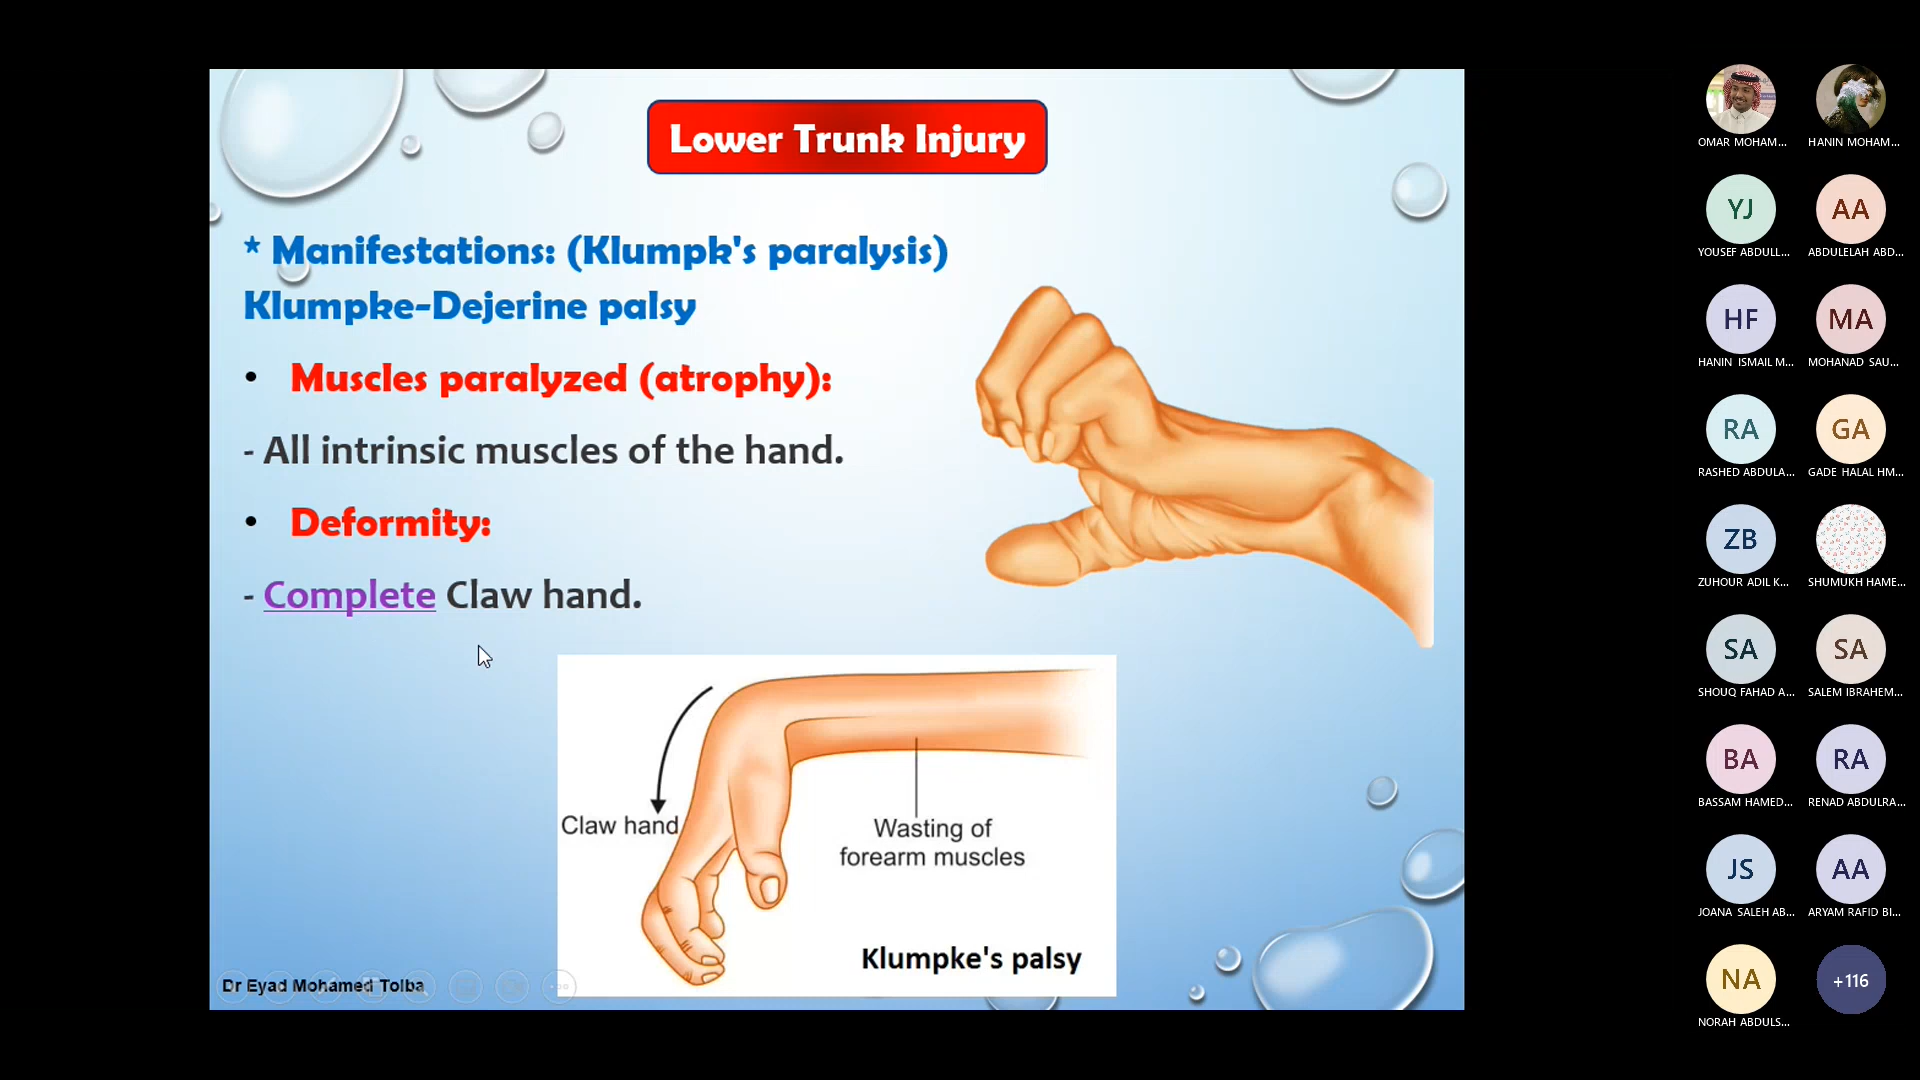 Lower Trunk Injury
* Manifestations: (Klumpk's paralysis)
Klumpke-Dejerine palsy
• Muscles paralyzed (atrophy):
- All intrinsic muscles of the hand.
• Deformity:
- Complete Claw hand.
Claw hand
Wasting of
forearm muscles
Klumpke's palsy
Dr Eyad Mohamed Tolba
OMAR MOHAM...
HANIN MOHAM...
YJ
AA
YOUSEF ABDULL...
ABDULELAH ABD...
HF
MA
HANIN ISMAIL M...
MOHANAD SAU...
RA
GA
RASHED ABDULA...
GADE HALAL HM...
ZB
ZUHOUR ADIL K...
SHUMUKH HAME...
SA
SA
SHOUQ FAHAD A...
SALEM IBRAHEM...
BA
RA
BASSAM HAMED...
RENAD ABDULRA...
JS
AA
JOANA SALEH AB...
ARYAM RAFID BI...
NA
+116
NORAH ABDULS...